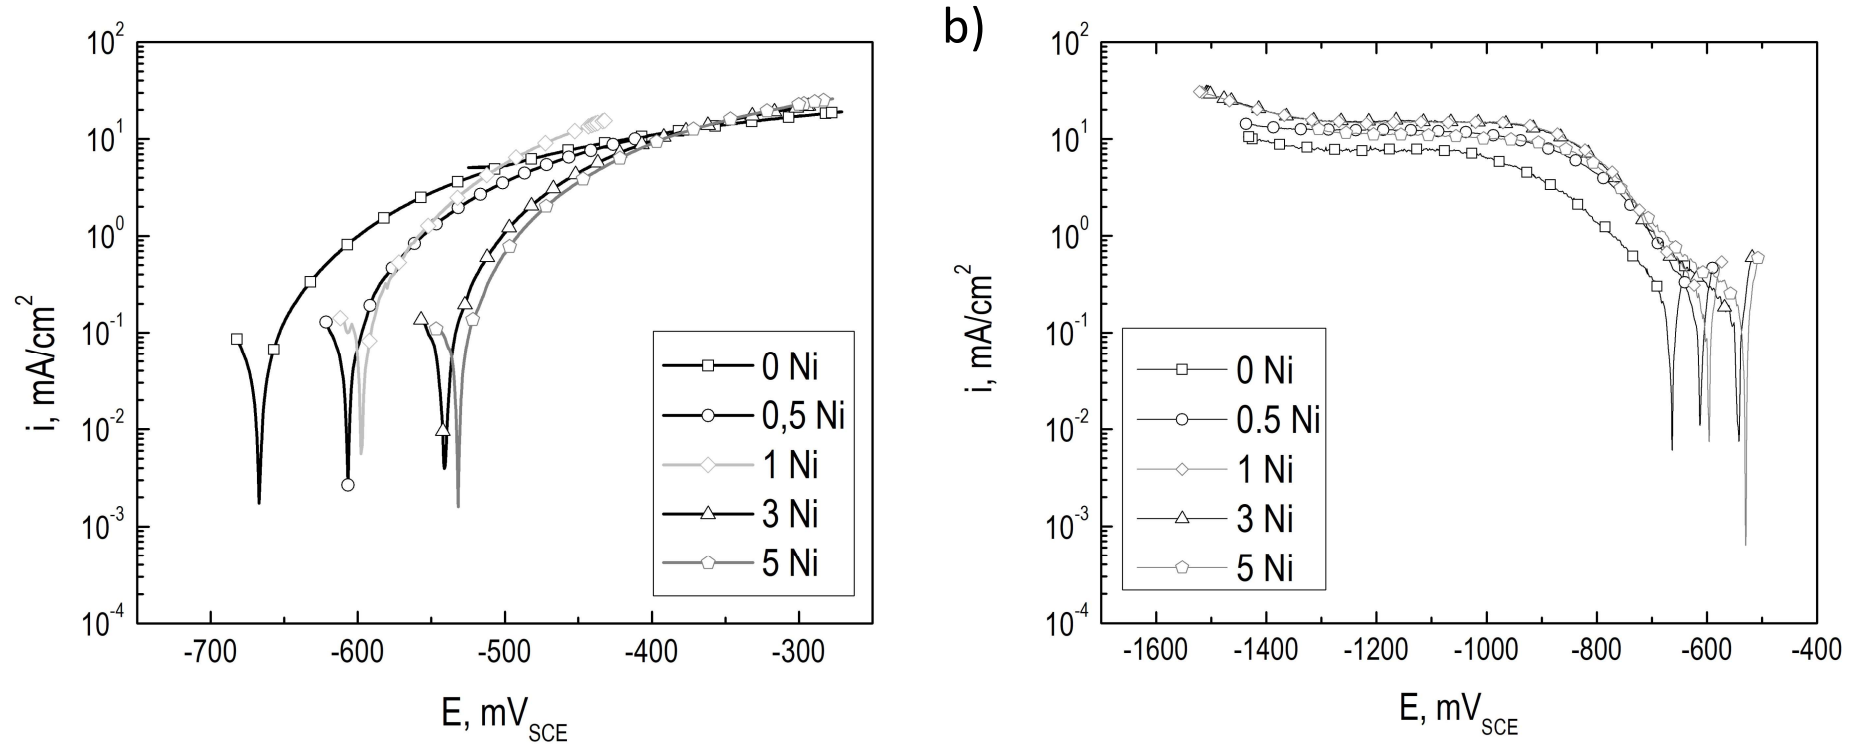 b)
10^2
10^1
10^0
10^-1
10^-2
10^-3
10^-4
i, mA/cm^2
-700 -600 -500 -400 -300
E, mV_SCE
0 Ni
0,5 Ni
1 Ni
3 Ni
5 Ni
10^2
10^1
10^0
10^-1
10^-2
10^-3
10^-4
i, mA/cm^2
-1600 -1400 -1200 -1000 -800 -600 -400
E, mV_SCE
0 Ni
0.5 Ni
1 Ni
3 Ni
5 Ni